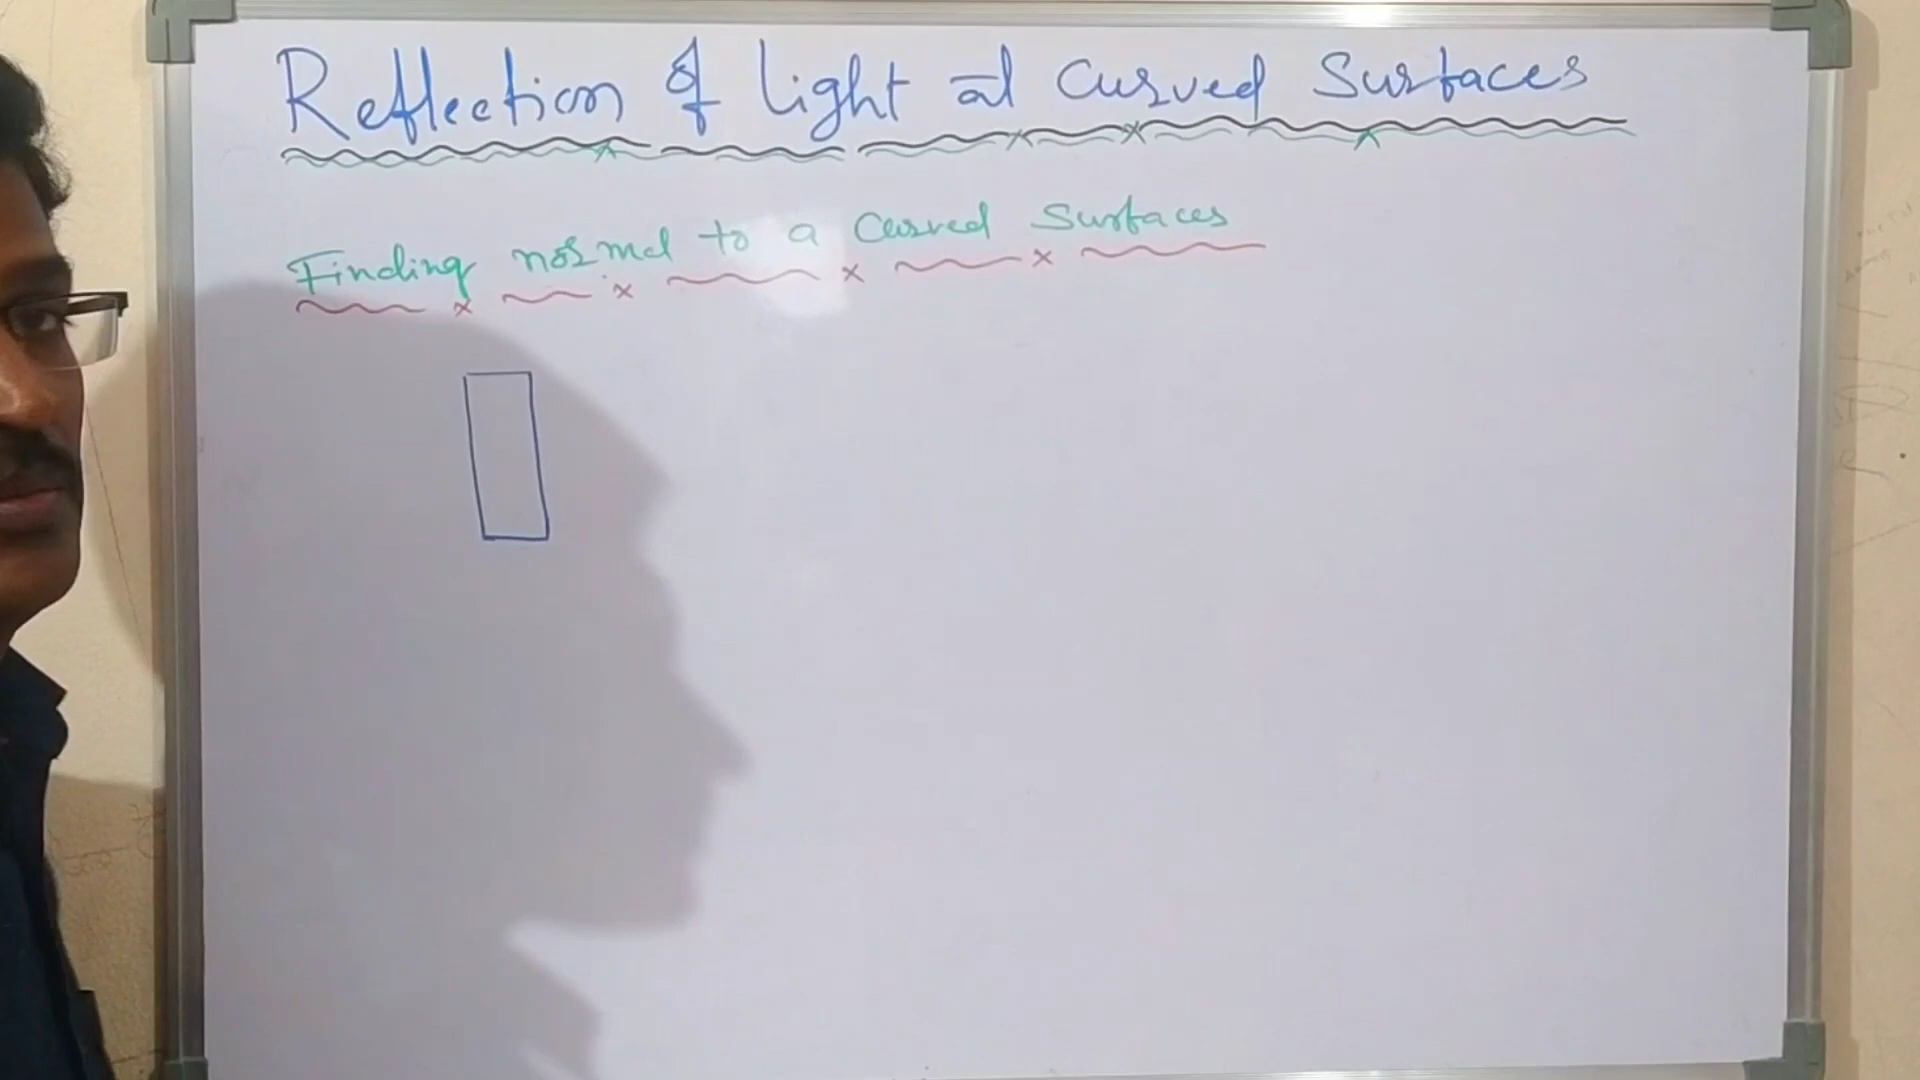 Reflection of light at Curved Surfaces
Finding normal to a Curved Surfaces